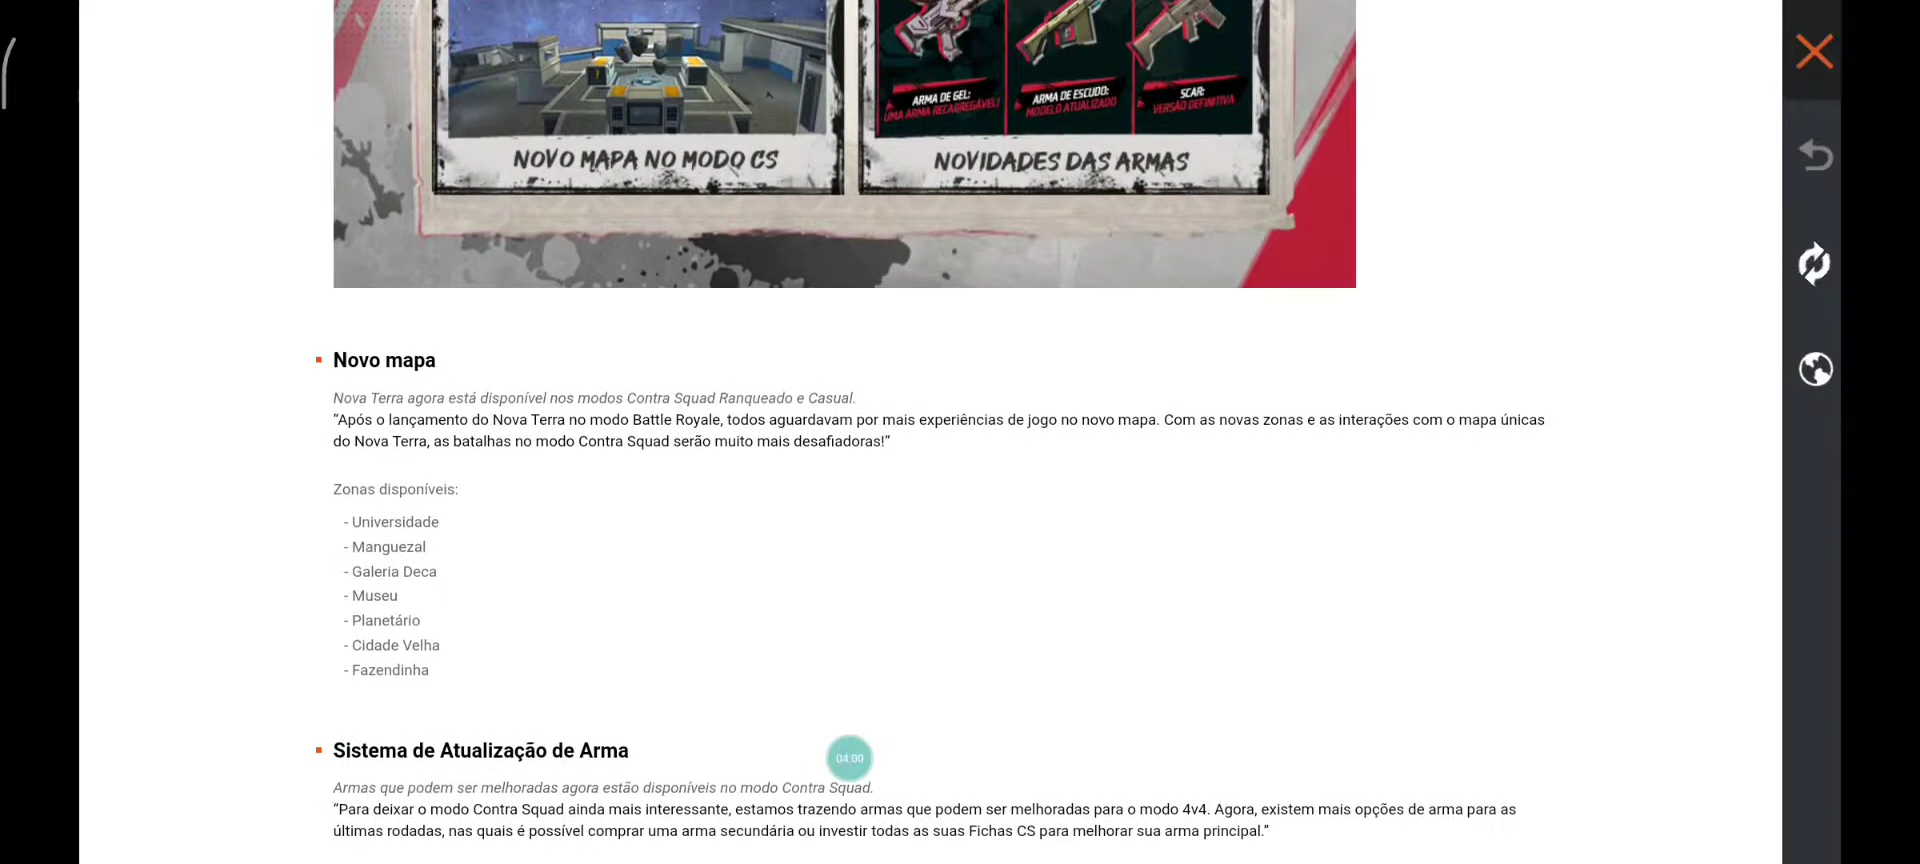 ARMA DE GEL:
UMA ARMA RECARREGÁVEL!
ARMA DE ESCUDO:
MODELO ATUALIZADO
SCAR:
VERSÃO DEFINITIVA
NOVO MAPA NO MODO CS
NOVIDADES DAS ARMAS
Novo mapa
Nova Terra agora está disponível nos modos Contra Squad Ranqueado e Casual.
“Após o lançamento do Nova Terra no modo Battle Royale, todos aguardavam por mais experiências de jogo no novo mapa. Com as novas zonas e as interações com o mapa únicas
do Nova Terra, as batalhas no modo Contra Squad serão muito mais desafiadoras!”
Zonas disponíveis:
- Universidade
- Manguezal
- Galeria Deca
- Museu
- Planetário
- Cidade Velha
- Fazendinha
Sistema de Atualização de Arma
04:00
Armas que podem ser melhoradas agora estão disponíveis no modo Contra Squad.
“Para deixar o modo Contra Squad ainda mais interessante, estamos trazendo armas que podem ser melhoradas para o modo 4v4. Agora, existem mais opções de arma para as
últimas rodadas, nas quais é possível comprar uma arma secundária ou investir todas as suas Fichas CS para melhorar sua arma principal.”